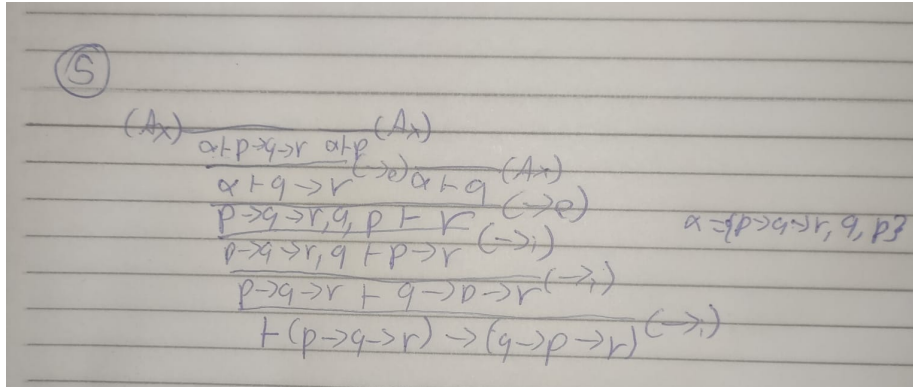 5
(Ax) (Ax)
α⊢p→q→r α⊢p
(→e) (Ax)
α⊢q→r α⊢q
(→e)
p→q→r, q, p ⊢ r α={p→q→r, q, p}
(→i)
p→q→r, q ⊢ p→r
(→i)
p→q→r ⊢ q→p→r
(→i)
⊢(p→q→r)→(q→p→r)